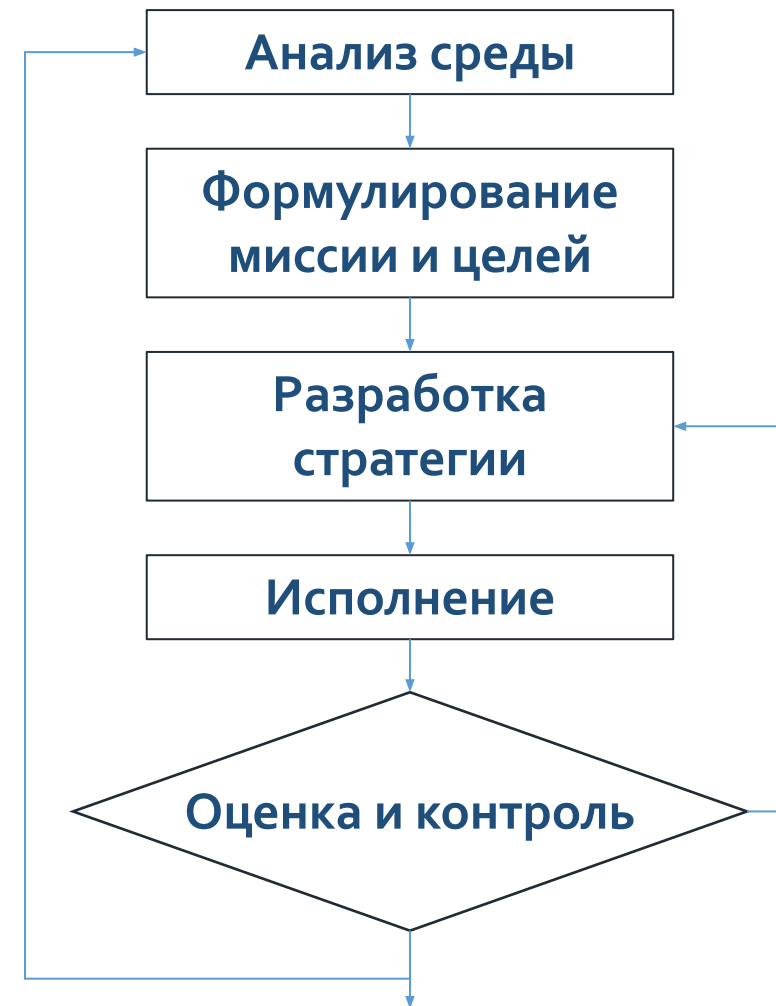 Анализ среды
Формулирование
миссии и целей
Разработка
стратегии
Исполнение
Оценка и контроль